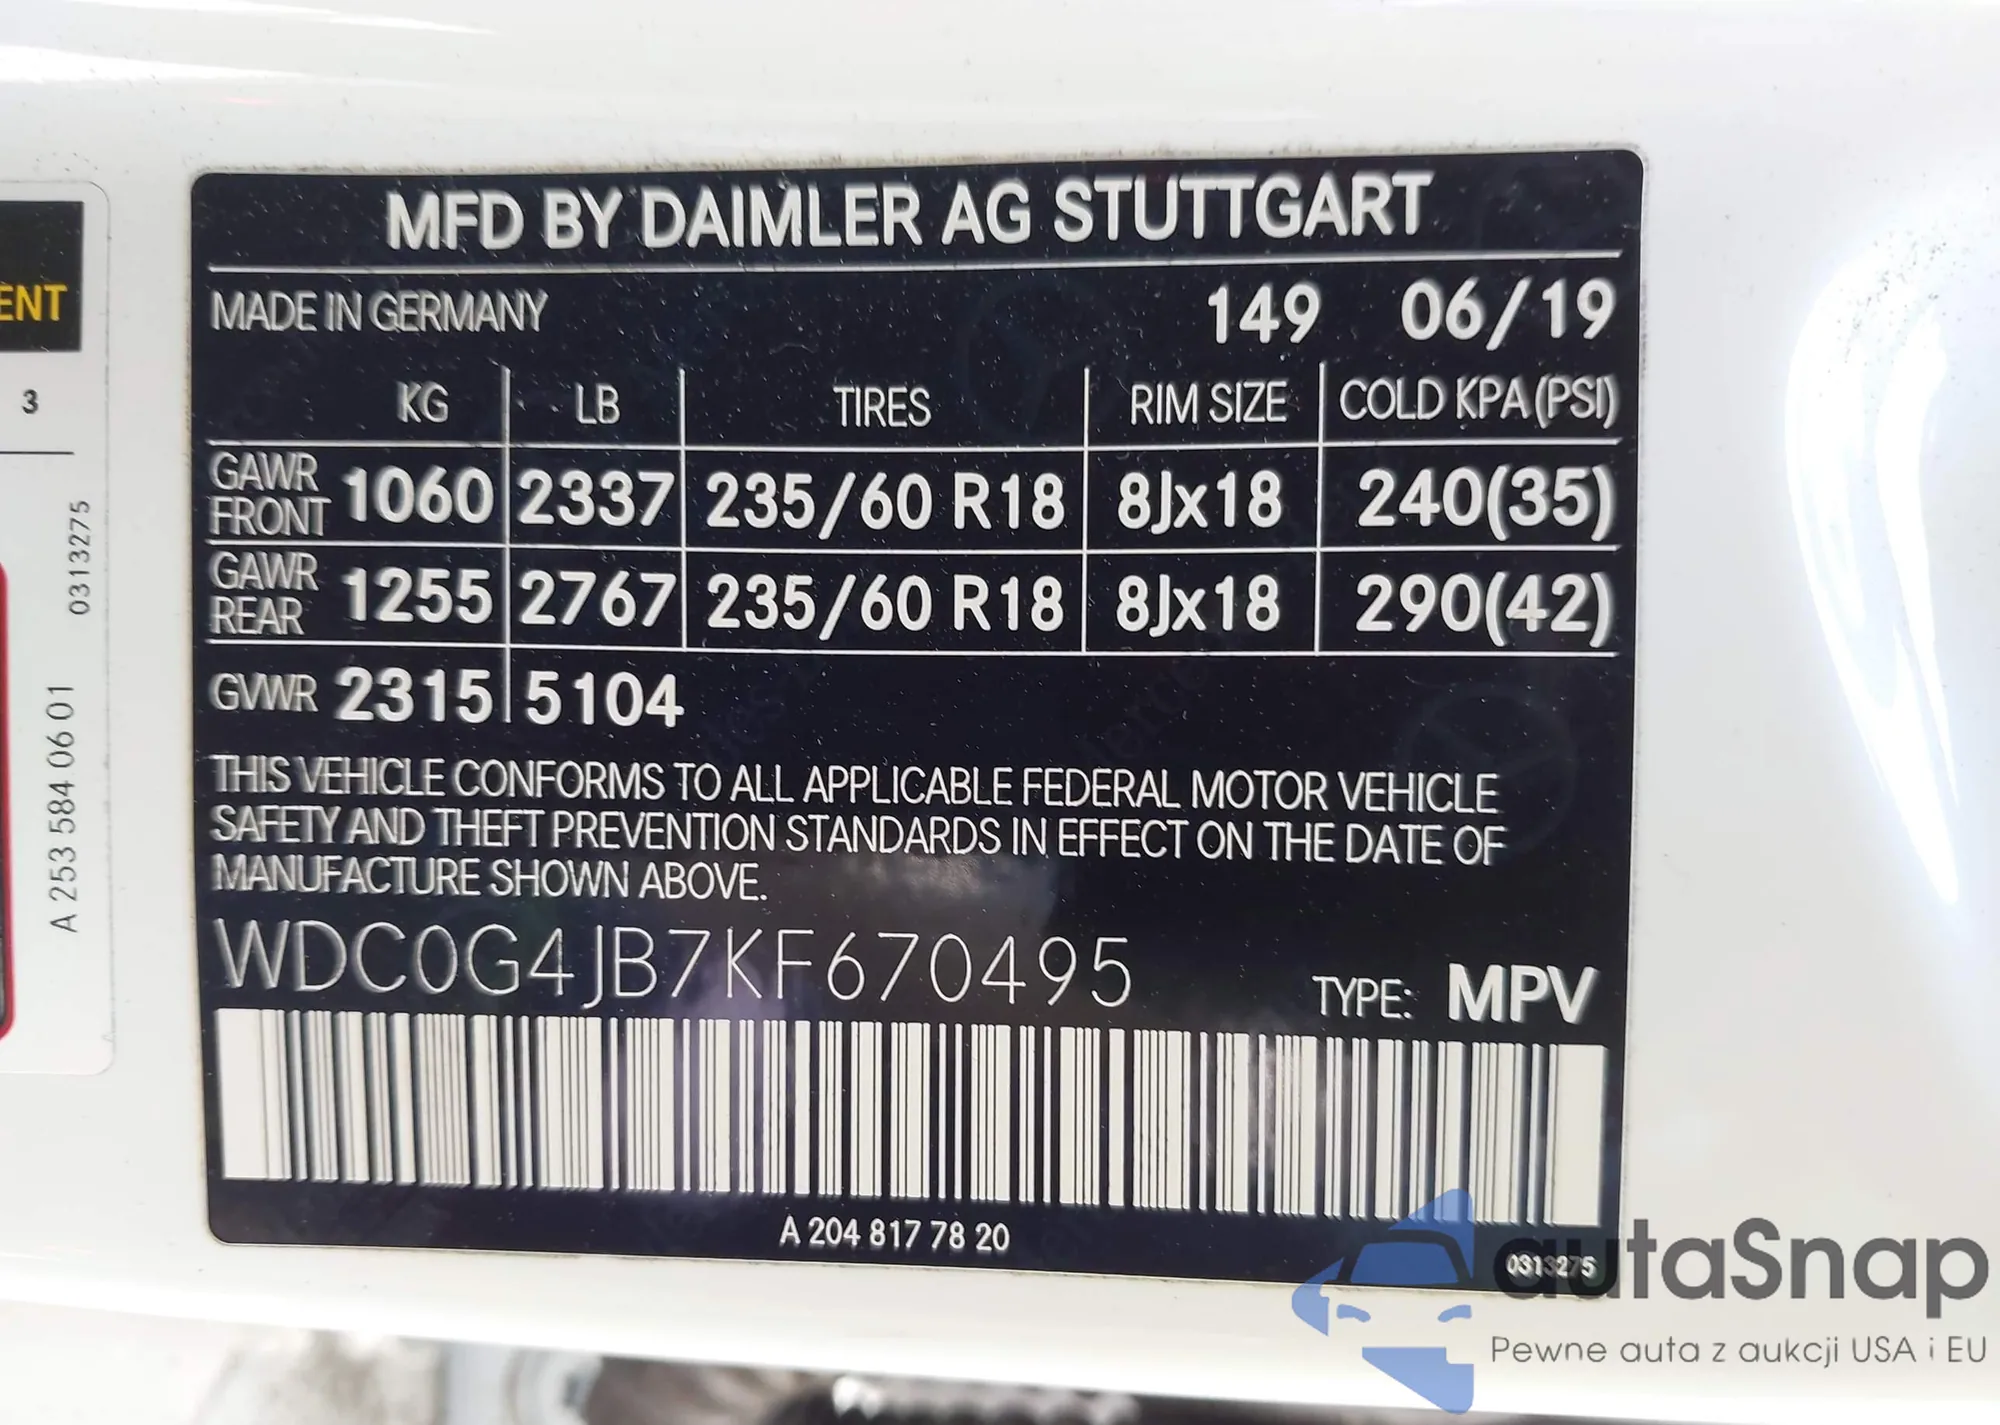 MFD BY DAIMLER AG STUTTGART
MADE IN GERMANY 149 06/19
KG LB TIRES RIM SIZE COLD KPA (PSI)
GAWR FRONT 1060 2337 235/60 R18 8Jx18 240(35)
GAWR REAR 1255 2767 235/60 R18 8Jx18 290(42)
GVWR 2315 5104
THIS VEHICLE CONFORMS TO ALL APPLICABLE FEDERAL MOTOR VEHICLE
SAFETY AND THEFT PREVENTION STANDARDS IN EFFECT ON THE DATE OF
MANUFACTURE SHOWN ABOVE.
WDC0G4JB7KF670495
TYPE: MPV
A 204 817 78 20
0313275
ENT
3
0313275
A 253 584 06 01
autaSnap
Pewne auta z aukcji USA i EU